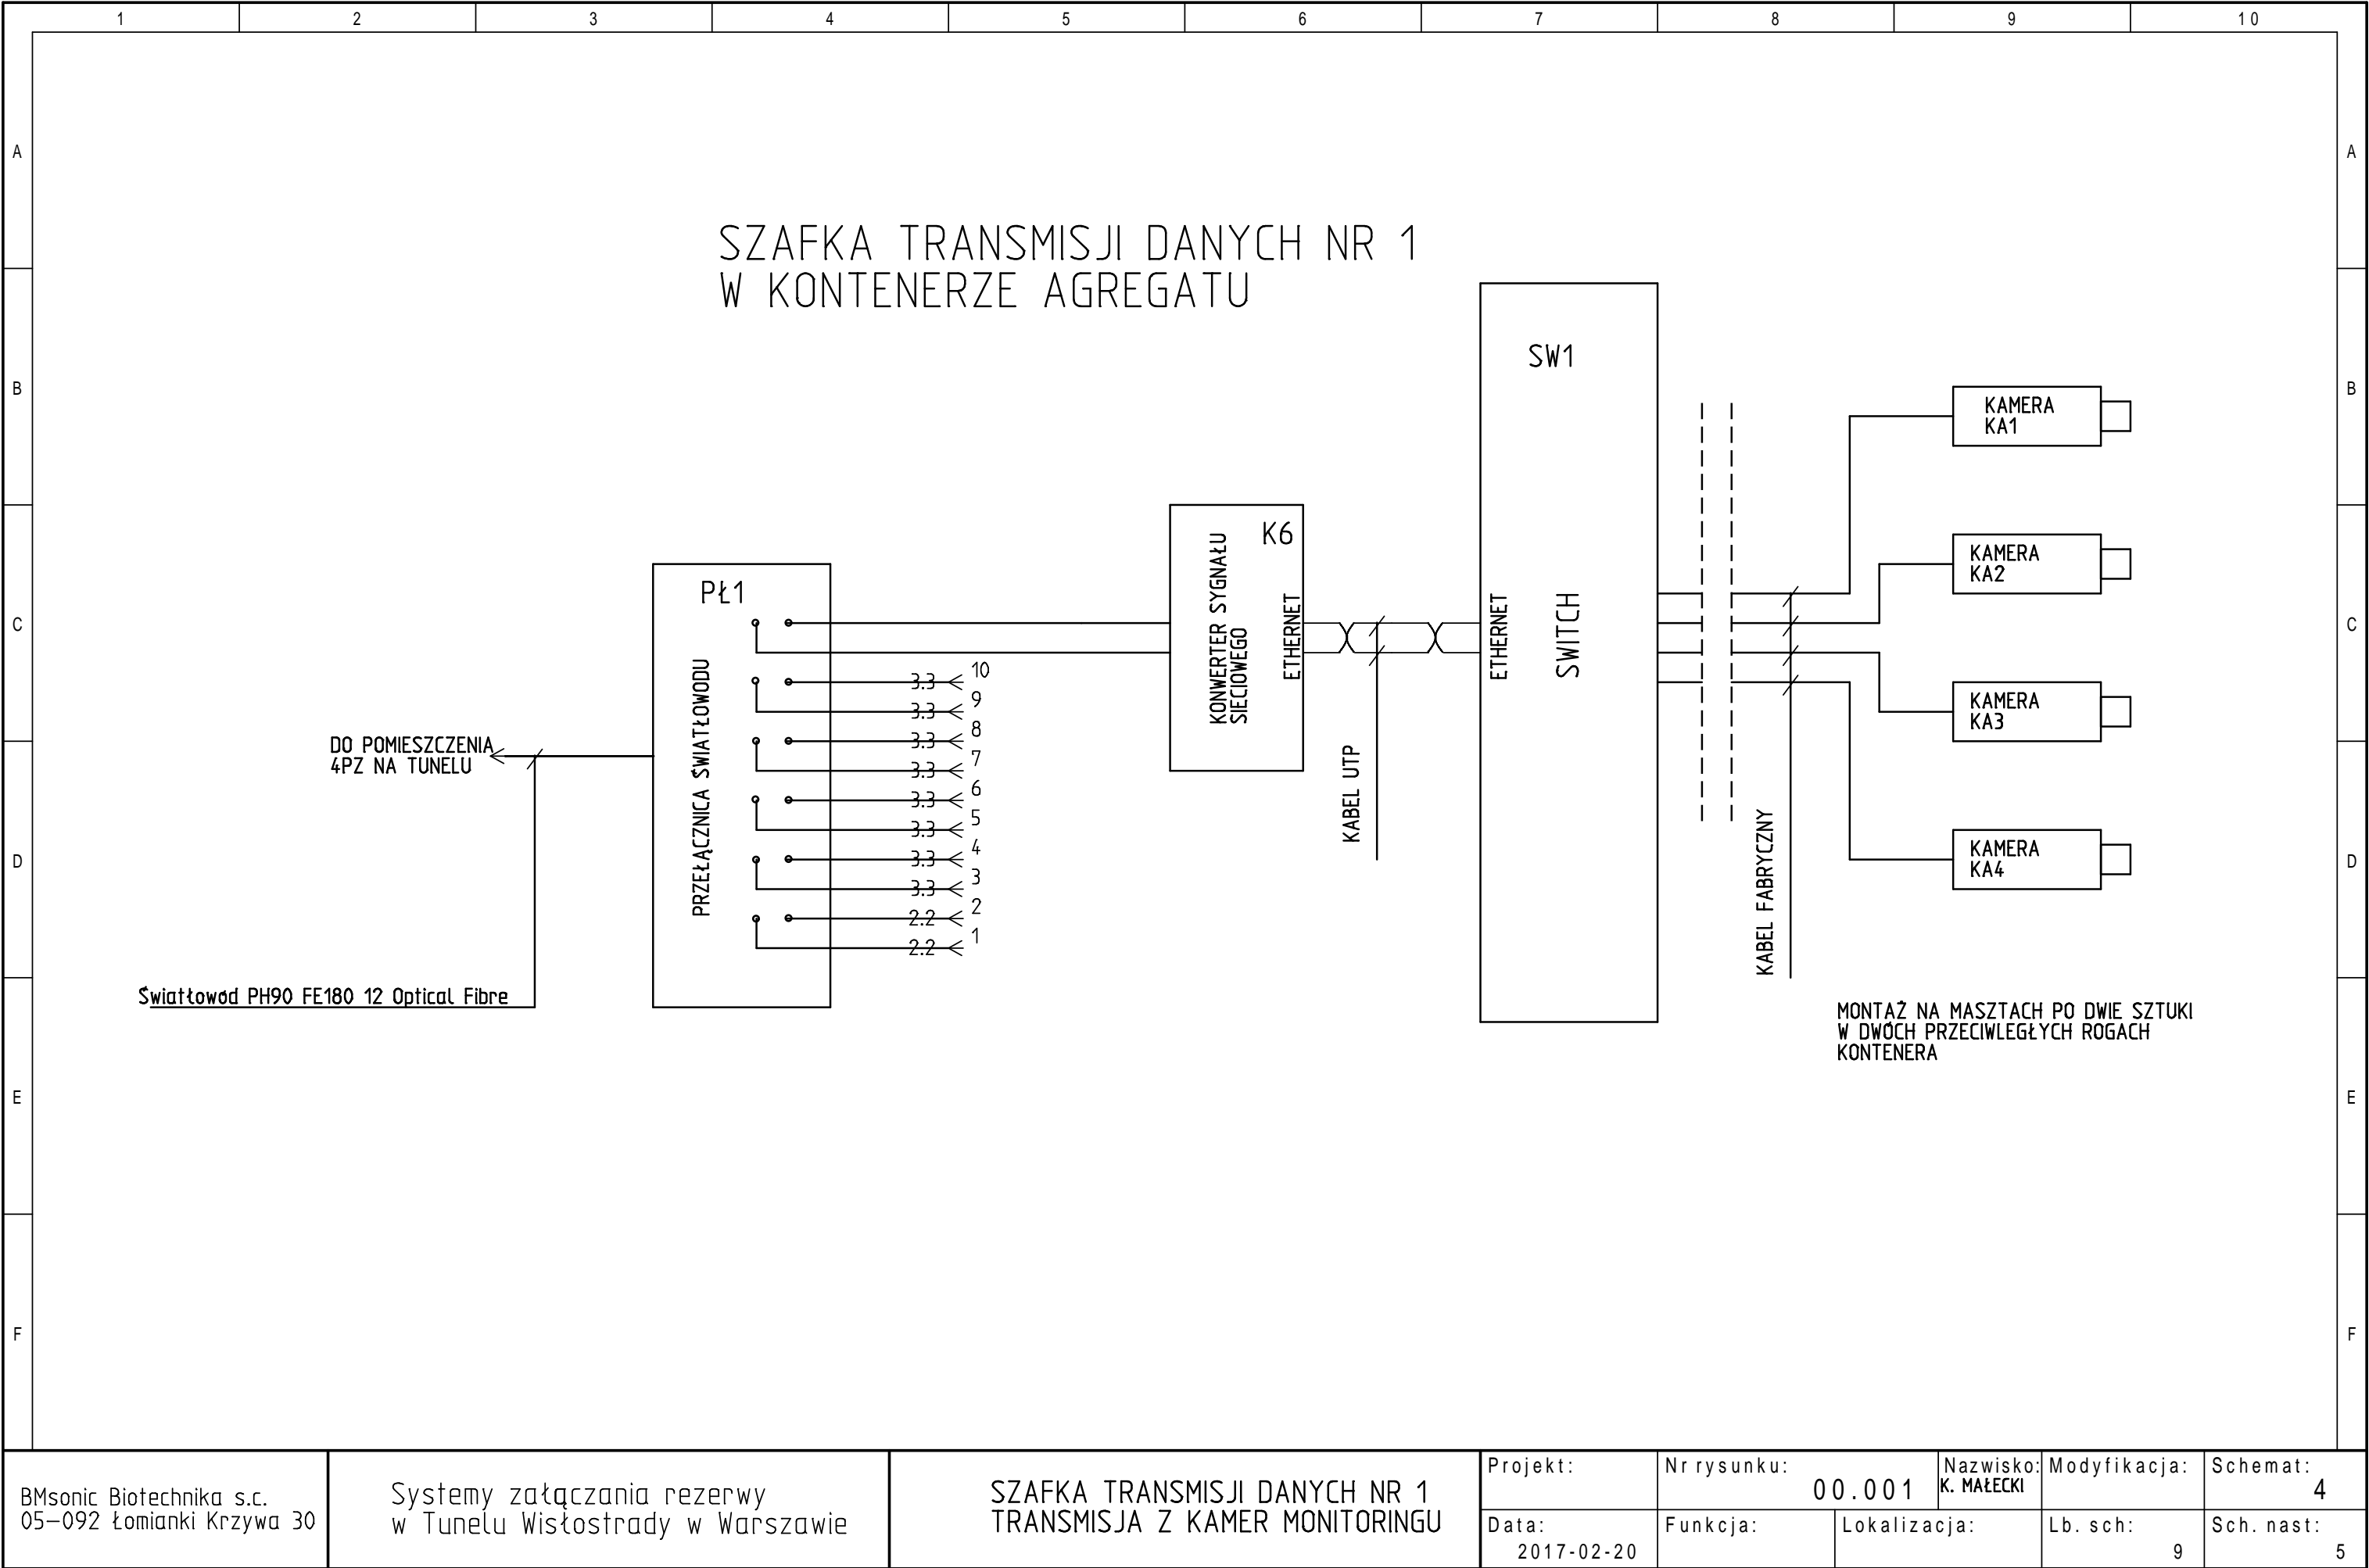 1 2 3 4 5 6 7 8 9 10
A A
SZAFKA TRANSMISJI DANYCH NR 1
W KONTENERZE AGREGATU
SW1
B B
KAMERA
KA1
K6
KONWERTER SYGNAŁU
SIECIOWEGO
ETHERNET
ETHERNET
SWITCH
KAMERA
KA2
PŁ1
PRZEŁĄCZNICA ŚWIATŁOWODU
C C
3.3 10
3.3 9
3.3 8
3.3 7
3.3 6
3.3 5
3.3 4
3.3 3
2.2 2
2.2 1
KAMERA
KA3
DO POMIESZCZENIA
4PZ NA TUNELU
KABEL UTP
KABEL FABRYCZNY
D D
KAMERA
KA4
Światłowód PH90 FE180 12 Optical Fibre
MONTAŻ NA MASZTACH PO DWIE SZTUKI
W DWÓCH PRZECIWLEGŁYCH ROGACH
KONTENERA
E E
F F
BMsonic Biotechnika s.c.
05-092 Łomianki Krzywa 30
Systemy załączania rezerwy
w Tunelu Wisłostrady w Warszawie
SZAFKA TRANSMISJI DANYCH NR 1
TRANSMISJA Z KAMER MONITORINGU
Projekt:
Nr rysunku:
00.001
Nazwisko:
K. MAŁECKI
Modyfikacja:
Schemat:
4
Data:
2017-02-20
Funkcja:
Lokalizacja:
Lb. sch:
9
Sch. nast:
5